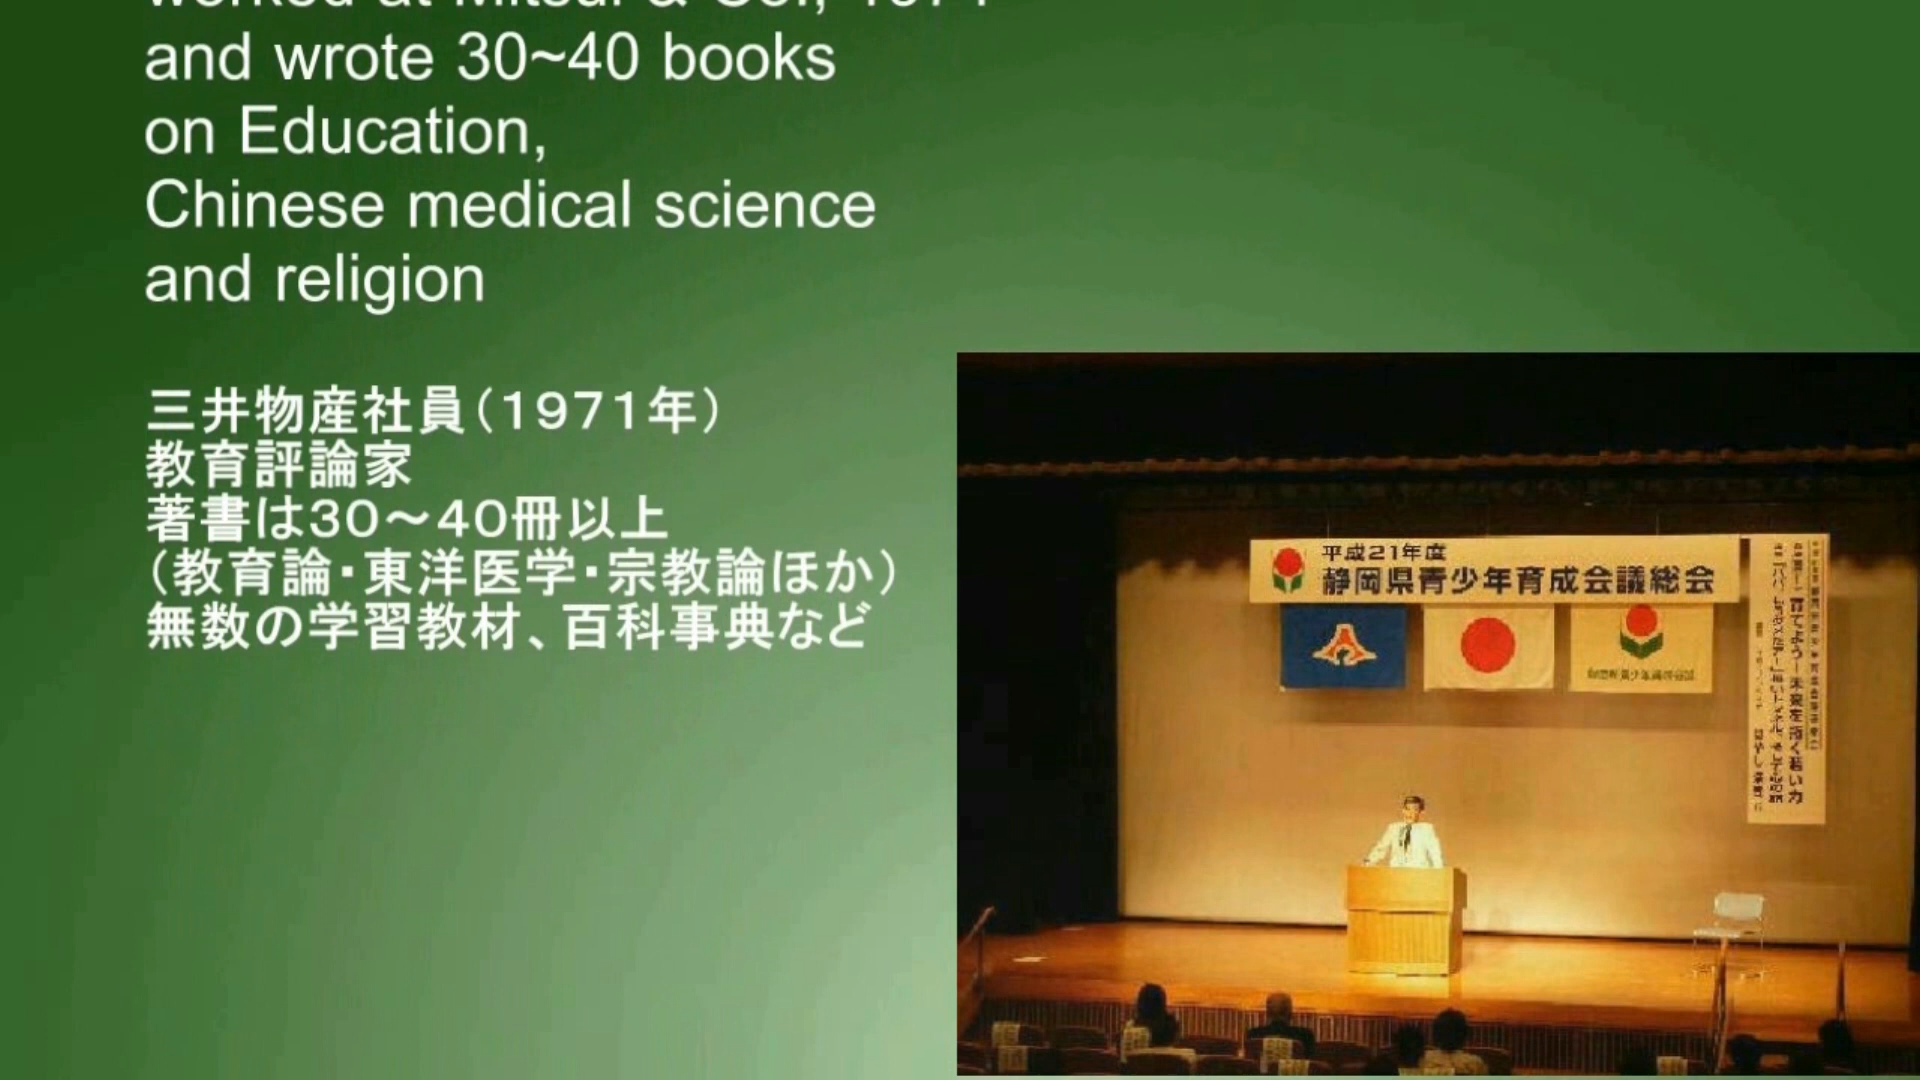 and wrote 30~40 books
on Education,
Chinese medical science
and religion
三井物産社員（１９７１年）
教育評論家
著書は３０～４０冊以上
（教育論・東洋医学・宗教論ほか）
無数の学習教材、百科事典など
平成21年度
静岡県青少年育成会議総会